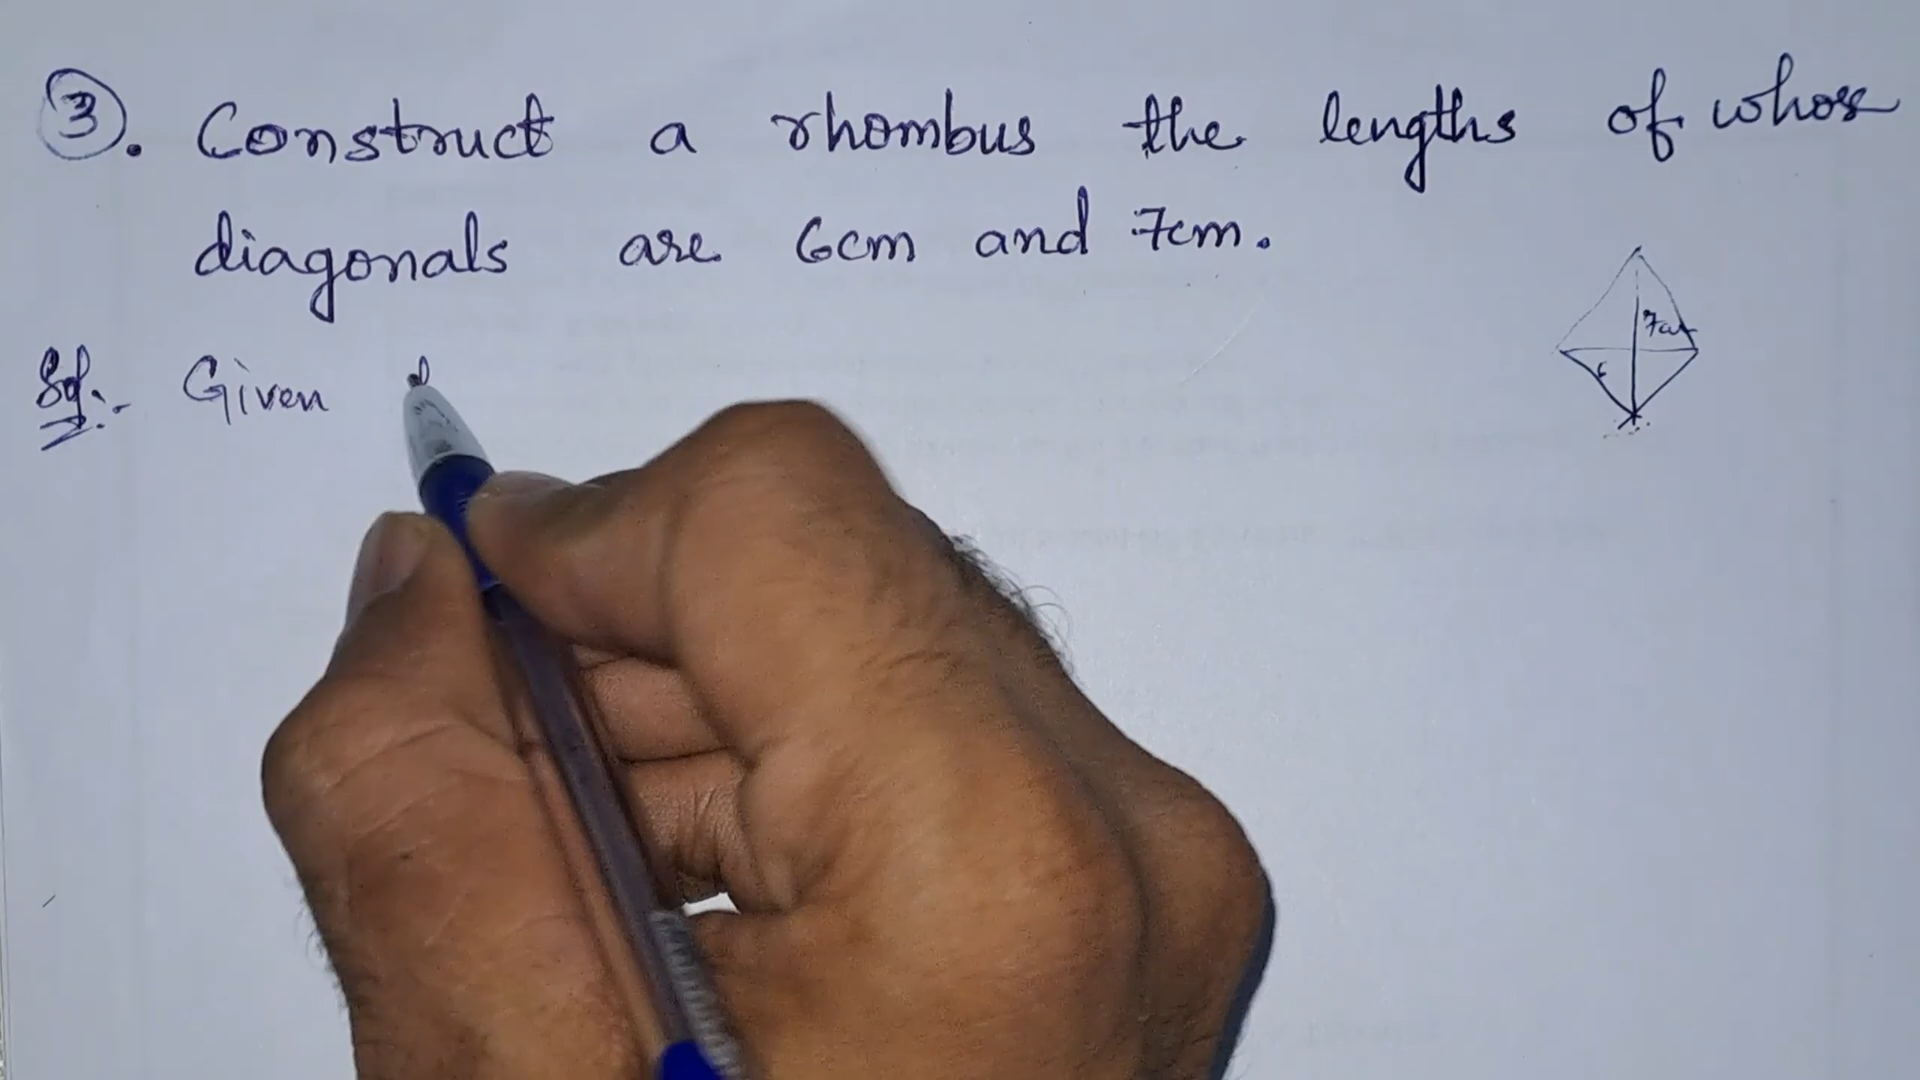 3. Construct a rhombus the lengths of whose
diagonals are 6cm and 7cm.
Sol:- Given
7cm
6